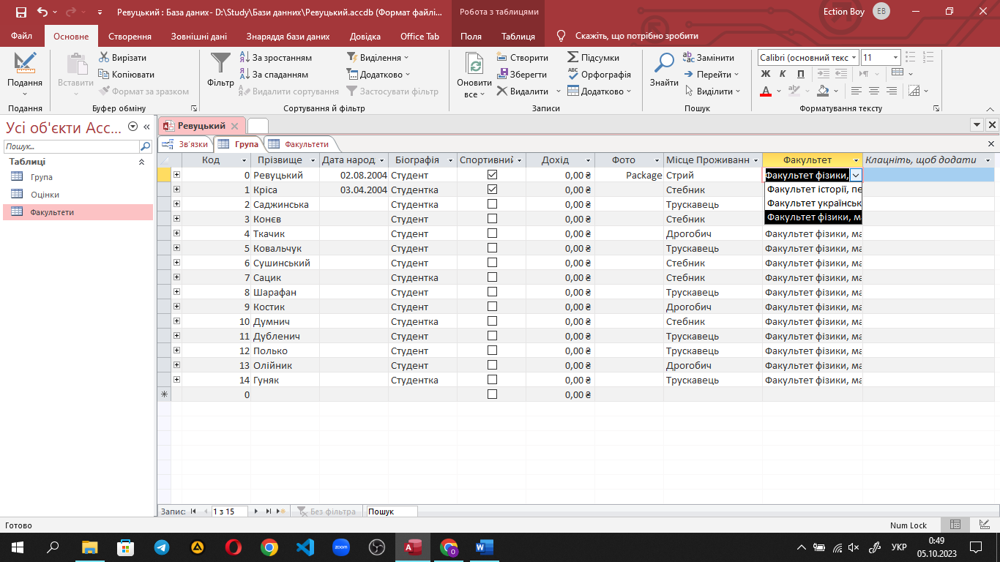 Ревуцький : База даних- D:\Study\Бази данних\Ревуцький.accdb (Формат файлі...
Робота з таблицями
Ection Boy
EB
Файл Основне Створення Зовнішні дані Знаряддя бази даних Довідка Office Tab Поля Таблиця Скажіть, що потрібно зробити
Подання
Вставити
Вирізати
Копіювати
Формат за зразком
Фільтр
За зростанням
За спаданням
Видалити сортування
Виділення
Додатково
Застосувати фільтр
Оновити все
Створити
Зберегти
Видалити
Підсумки
Орфографія
Додатково
Знайти
Замінити
Перейти
Виділити
Calibri (основний текс 11
Ж К П
А
Подання Буфер обміну Сортування й фільтр Записи Пошук Форматування тексту
Усі об'єкти Acc...
Пошук...
Таблиці
Група
Оцінки
Факультети
Ревуцький
Зв'язки Група Факультети
Код Прізвище Дата народ Біографія Спортивний Дохід Фото Місце Проживанн Факультет Клацніть, щоб додати
0 Ревуцький 02.08.2004 Студент 0,00 ₴ Package Стрий Факультет фізики,
1 Кріса 03.04.2004 Студентка 0,00 ₴ Стебник Факультет історії, пе
2 Саджинська Студентка 0,00 ₴ Трускавець Факультет українськ
3 Конєв Студент 0,00 ₴ Стебник Факультет фізики, м
4 Ткачик Студент 0,00 ₴ Дрогобич Факультет фізики, ма
5 Ковальчук Студент 0,00 ₴ Трускавець Факультет фізики, ма
6 Сушинський Студент 0,00 ₴ Стебник Факультет фізики, ма
7 Сацик Студентка 0,00 ₴ Стебник Факультет фізики, ма
8 Шарафан Студент 0,00 ₴ Трускавець Факультет фізики, ма
9 Костик Студент 0,00 ₴ Дрогобич Факультет фізики, ма
10 Думнич Студентка 0,00 ₴ Стебник Факультет фізики, ма
11 Дубленич Студент 0,00 ₴ Трускавець Факультет фізики, ма
12 Полько Студент 0,00 ₴ Трускавець Факультет фізики, ма
13 Олійник Студент 0,00 ₴ Дрогобич Факультет фізики, ма
14 Гуняк Студентка 0,00 ₴ Трускавець Факультет фізики, ма
0 0,00 ₴
Запис: 1 з 15 Без фільтра Пошук
Готово
Num Lock
zoom
УКР
0:49
05.10.2023